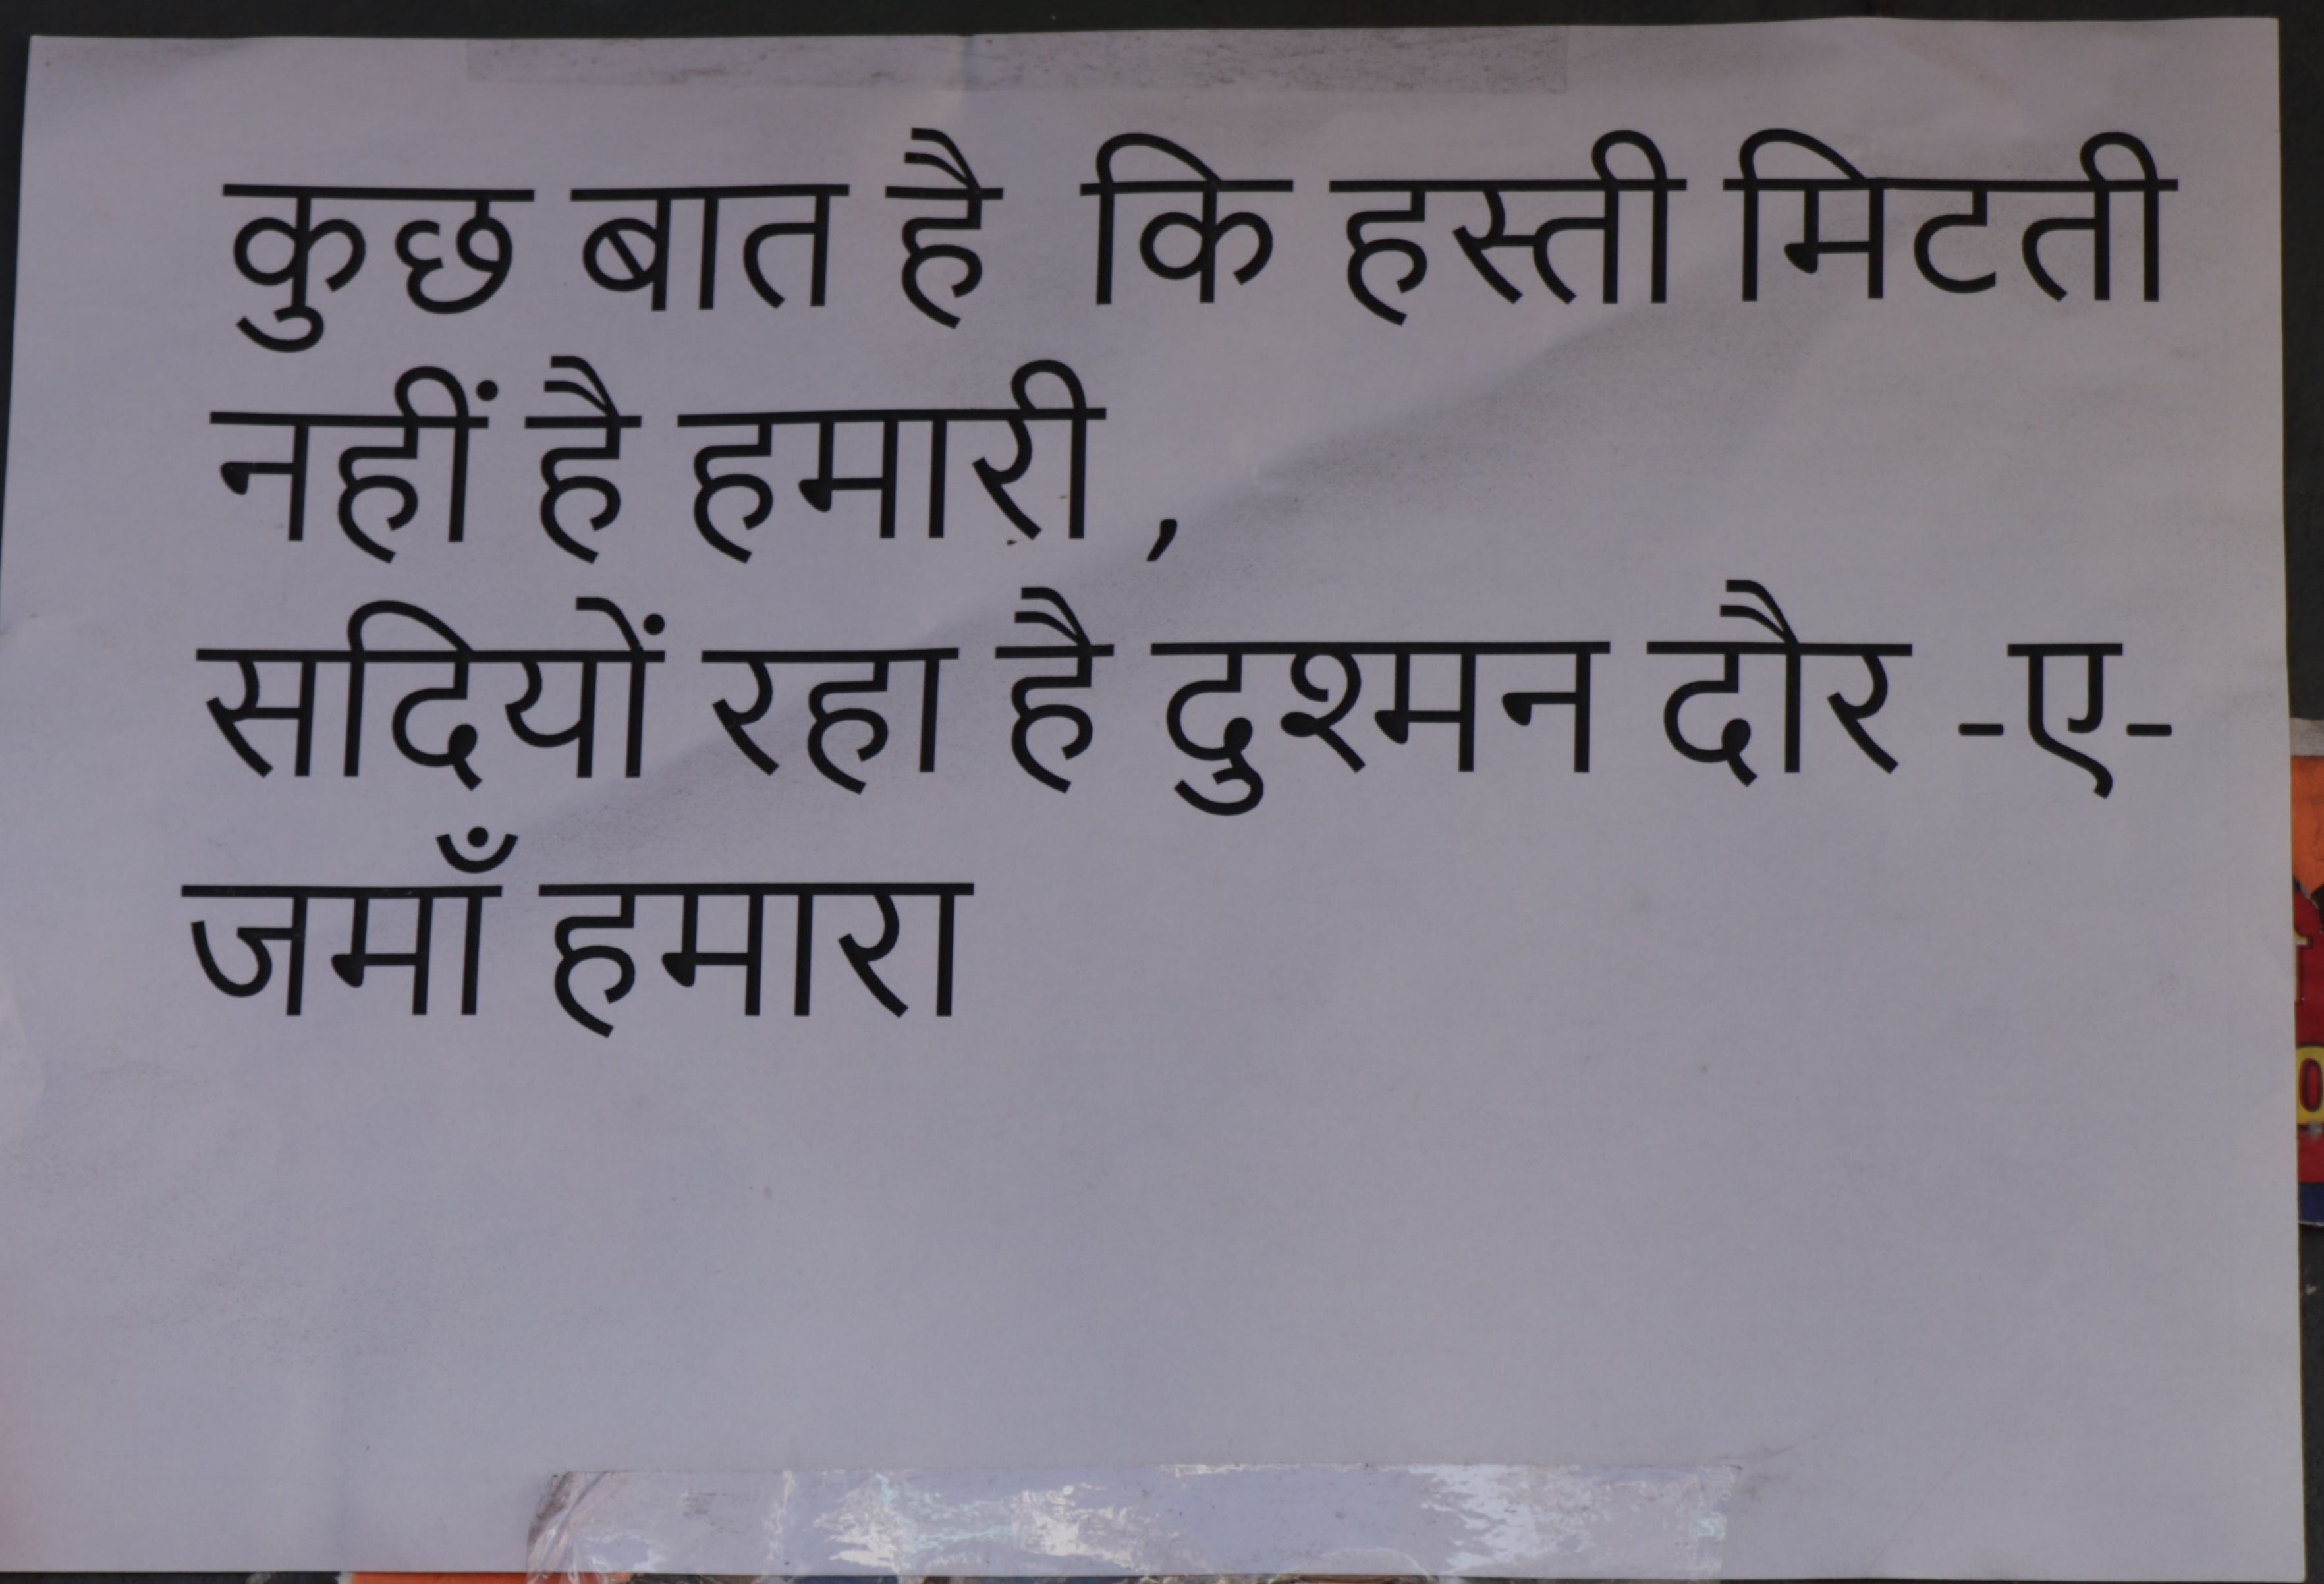 कुछ बात है कि हस्ती मिटती
नहीं है हमारी ,
सदियों रहा है दुश्मन दौर -ए-
जमाँ हमारा